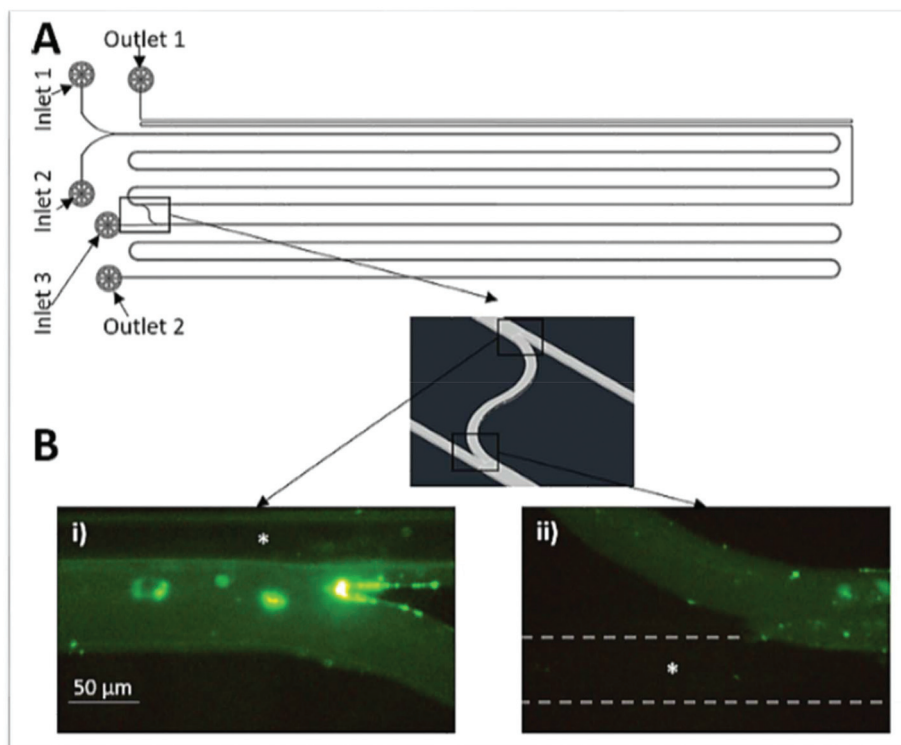 A
Outlet 1
Inlet 1
Inlet 2
Inlet 3
Outlet 2
B
i)
*
50 µm
ii)
*